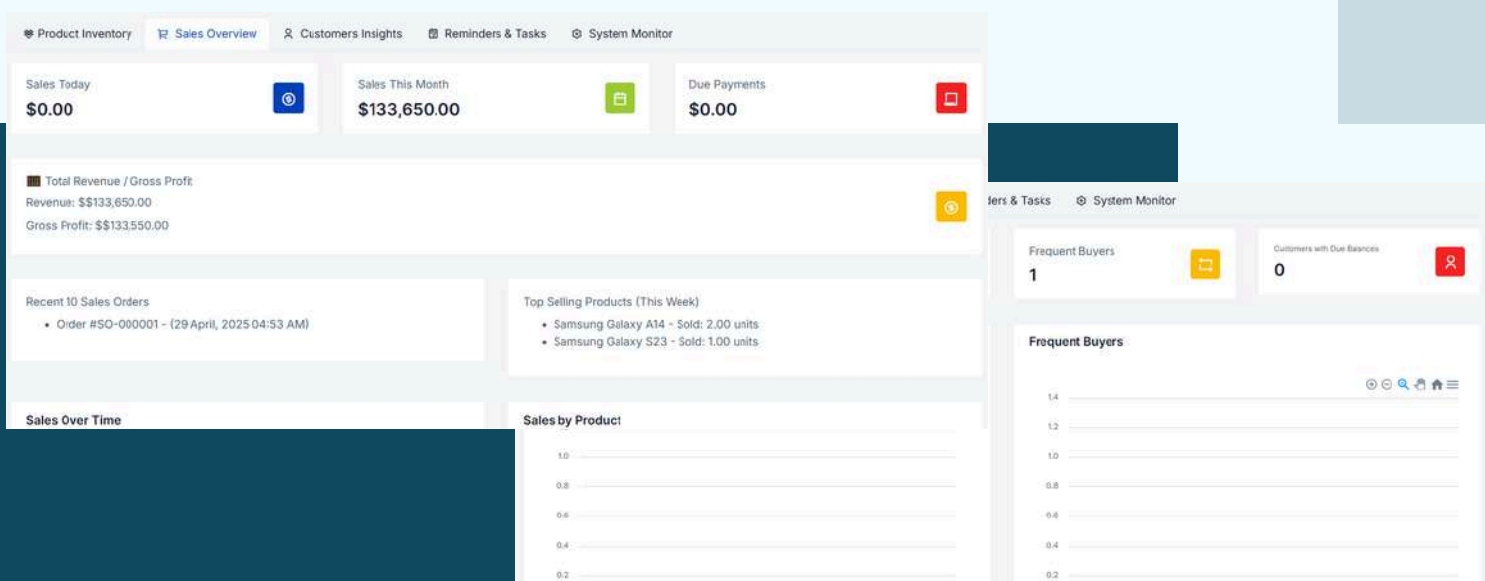 Product Inventory
Sales Overview
Customers Insights
Reminders & Tasks
System Monitor
Sales Today
$0.00
Sales This Month
$133,650.00
Due Payments
$0.00
Total Revenue / Gross Profit
Revenue: $$133,650.00
Gross Profit: $$133,550.00
Recent 10 Sales Orders
• Order #SO-000001 - (29 April, 2025 04:53 AM)
Top Selling Products (This Week)
• Samsung Galaxy A14 - Sold: 2.00 units
• Samsung Galaxy S23 - Sold: 1.00 units
Sales Over Time
Sales by Product
1.0
0.8
0.6
0.4
0.2
ders & Tasks
System Monitor
Frequent Buyers
1
Customers with Due Balances
0
Frequent Buyers
1.4
1.2
1.0
0.8
0.6
0.4
0.2